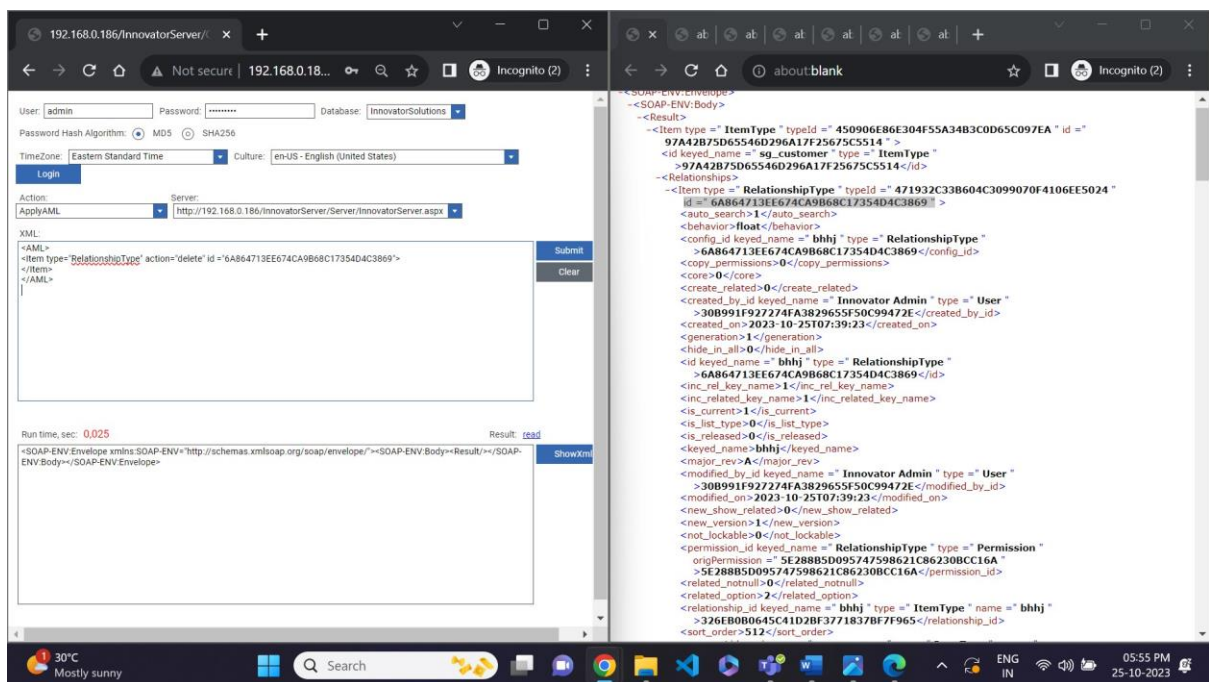 192.168.0.186/InnovatorServer/
Not secure 192.168.0.18... Incognito (2)
User: admin Password: Database: InnovatorSolutions
Password Hash Algorithm: MD5 SHA256
TimeZone: Eastern Standard Time Culture: en-US - English (United States)
Login
Action: Server:
ApplyAML http://192.168.0.186/InnovatorServer/Server/InnovatorServer.aspx
XML:
<AML>
<Item type="RelationshipType" action="delete" id ="6A864713EE674CA9B68C17354D4C3869">
</Item>
</AML>
Submit
Clear
Run time, sec: 0,025 Result: read
<SOAP-ENV:Envelope xmlns:SOAP-ENV="http://schemas.xmlsoap.org/soap/envelope/"><SOAP-ENV:Body><Result/></SOAP-
ENV:Body></SOAP-ENV:Envelope>
ShowXml
ab ab at at at at
about:blank Incognito (2)
-<SOAP-ENV:Envelope>
-<SOAP-ENV:Body>
-<Result>
-<Item type =" ItemType " typeId =" 450906E86E304F55A34B3C0D65C097EA " id ="
97A42B75D65546D296A17F25675C5514 " >
<id keyed_name =" sg_customer " type =" ItemType "
>97A42B75D65546D296A17F25675C5514</id>
-<Relationships>
-<Item type =" RelationshipType " typeId =" 471932C33B604C3099070F4106EE5024 "
id =" 6A864713EE674CA9B68C17354D4C3869 " >
<auto_search>1</auto_search>
<behavior>float</behavior>
<config_id keyed_name =" bhhj " type =" RelationshipType "
>6A864713EE674CA9B68C17354D4C3869</config_id>
<copy_permissions>0</copy_permissions>
<core>0</core>
<create_related>0</create_related>
<created_by_id keyed_name =" Innovator Admin " type =" User "
>30B991F927274FA3829655F50C99472E</created_by_id>
<created_on>2023-10-25T07:39:23</created_on>
<generation>1</generation>
<hide_in_all>0</hide_in_all>
<id keyed_name =" bhhj " type =" RelationshipType "
>6A864713EE674CA9B68C17354D4C3869</id>
<inc_rel_key_name>1</inc_rel_key_name>
<inc_related_key_name>1</inc_related_key_name>
<is_current>1</is_current>
<is_list_type>0</is_list_type>
<is_released>0</is_released>
<keyed_name>bhhj</keyed_name>
<major_rev>A</major_rev>
<modified_by_id keyed_name =" Innovator Admin " type =" User "
>30B991F927274FA3829655F50C99472E</modified_by_id>
<modified_on>2023-10-25T07:39:23</modified_on>
<new_show_related>0</new_show_related>
<new_version>1</new_version>
<not_lockable>0</not_lockable>
<permission_id keyed_name =" RelationshipType " type =" Permission "
origPermission =" 5E288B5D095747598621C86230BCC16A "
>5E288B5D095747598621C86230BCC16A</permission_id>
<related_notnull>0</related_notnull>
<related_option>2</related_option>
<relationship_id keyed_name =" bhhj " type =" ItemType " name =" bhhj "
>326EB0B0645C41D2BF3771837BF7F965</relationship_id>
<sort_order>512</sort_order>
1
30°C
Mostly sunny
Search
ENG
IN
05:55 PM
25-10-2023